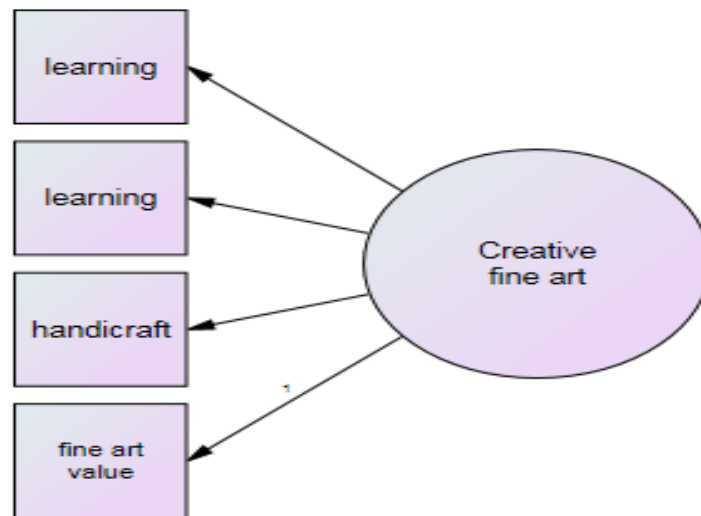 learning
learning
Creative
fine art
handicraft
1
fine art
value